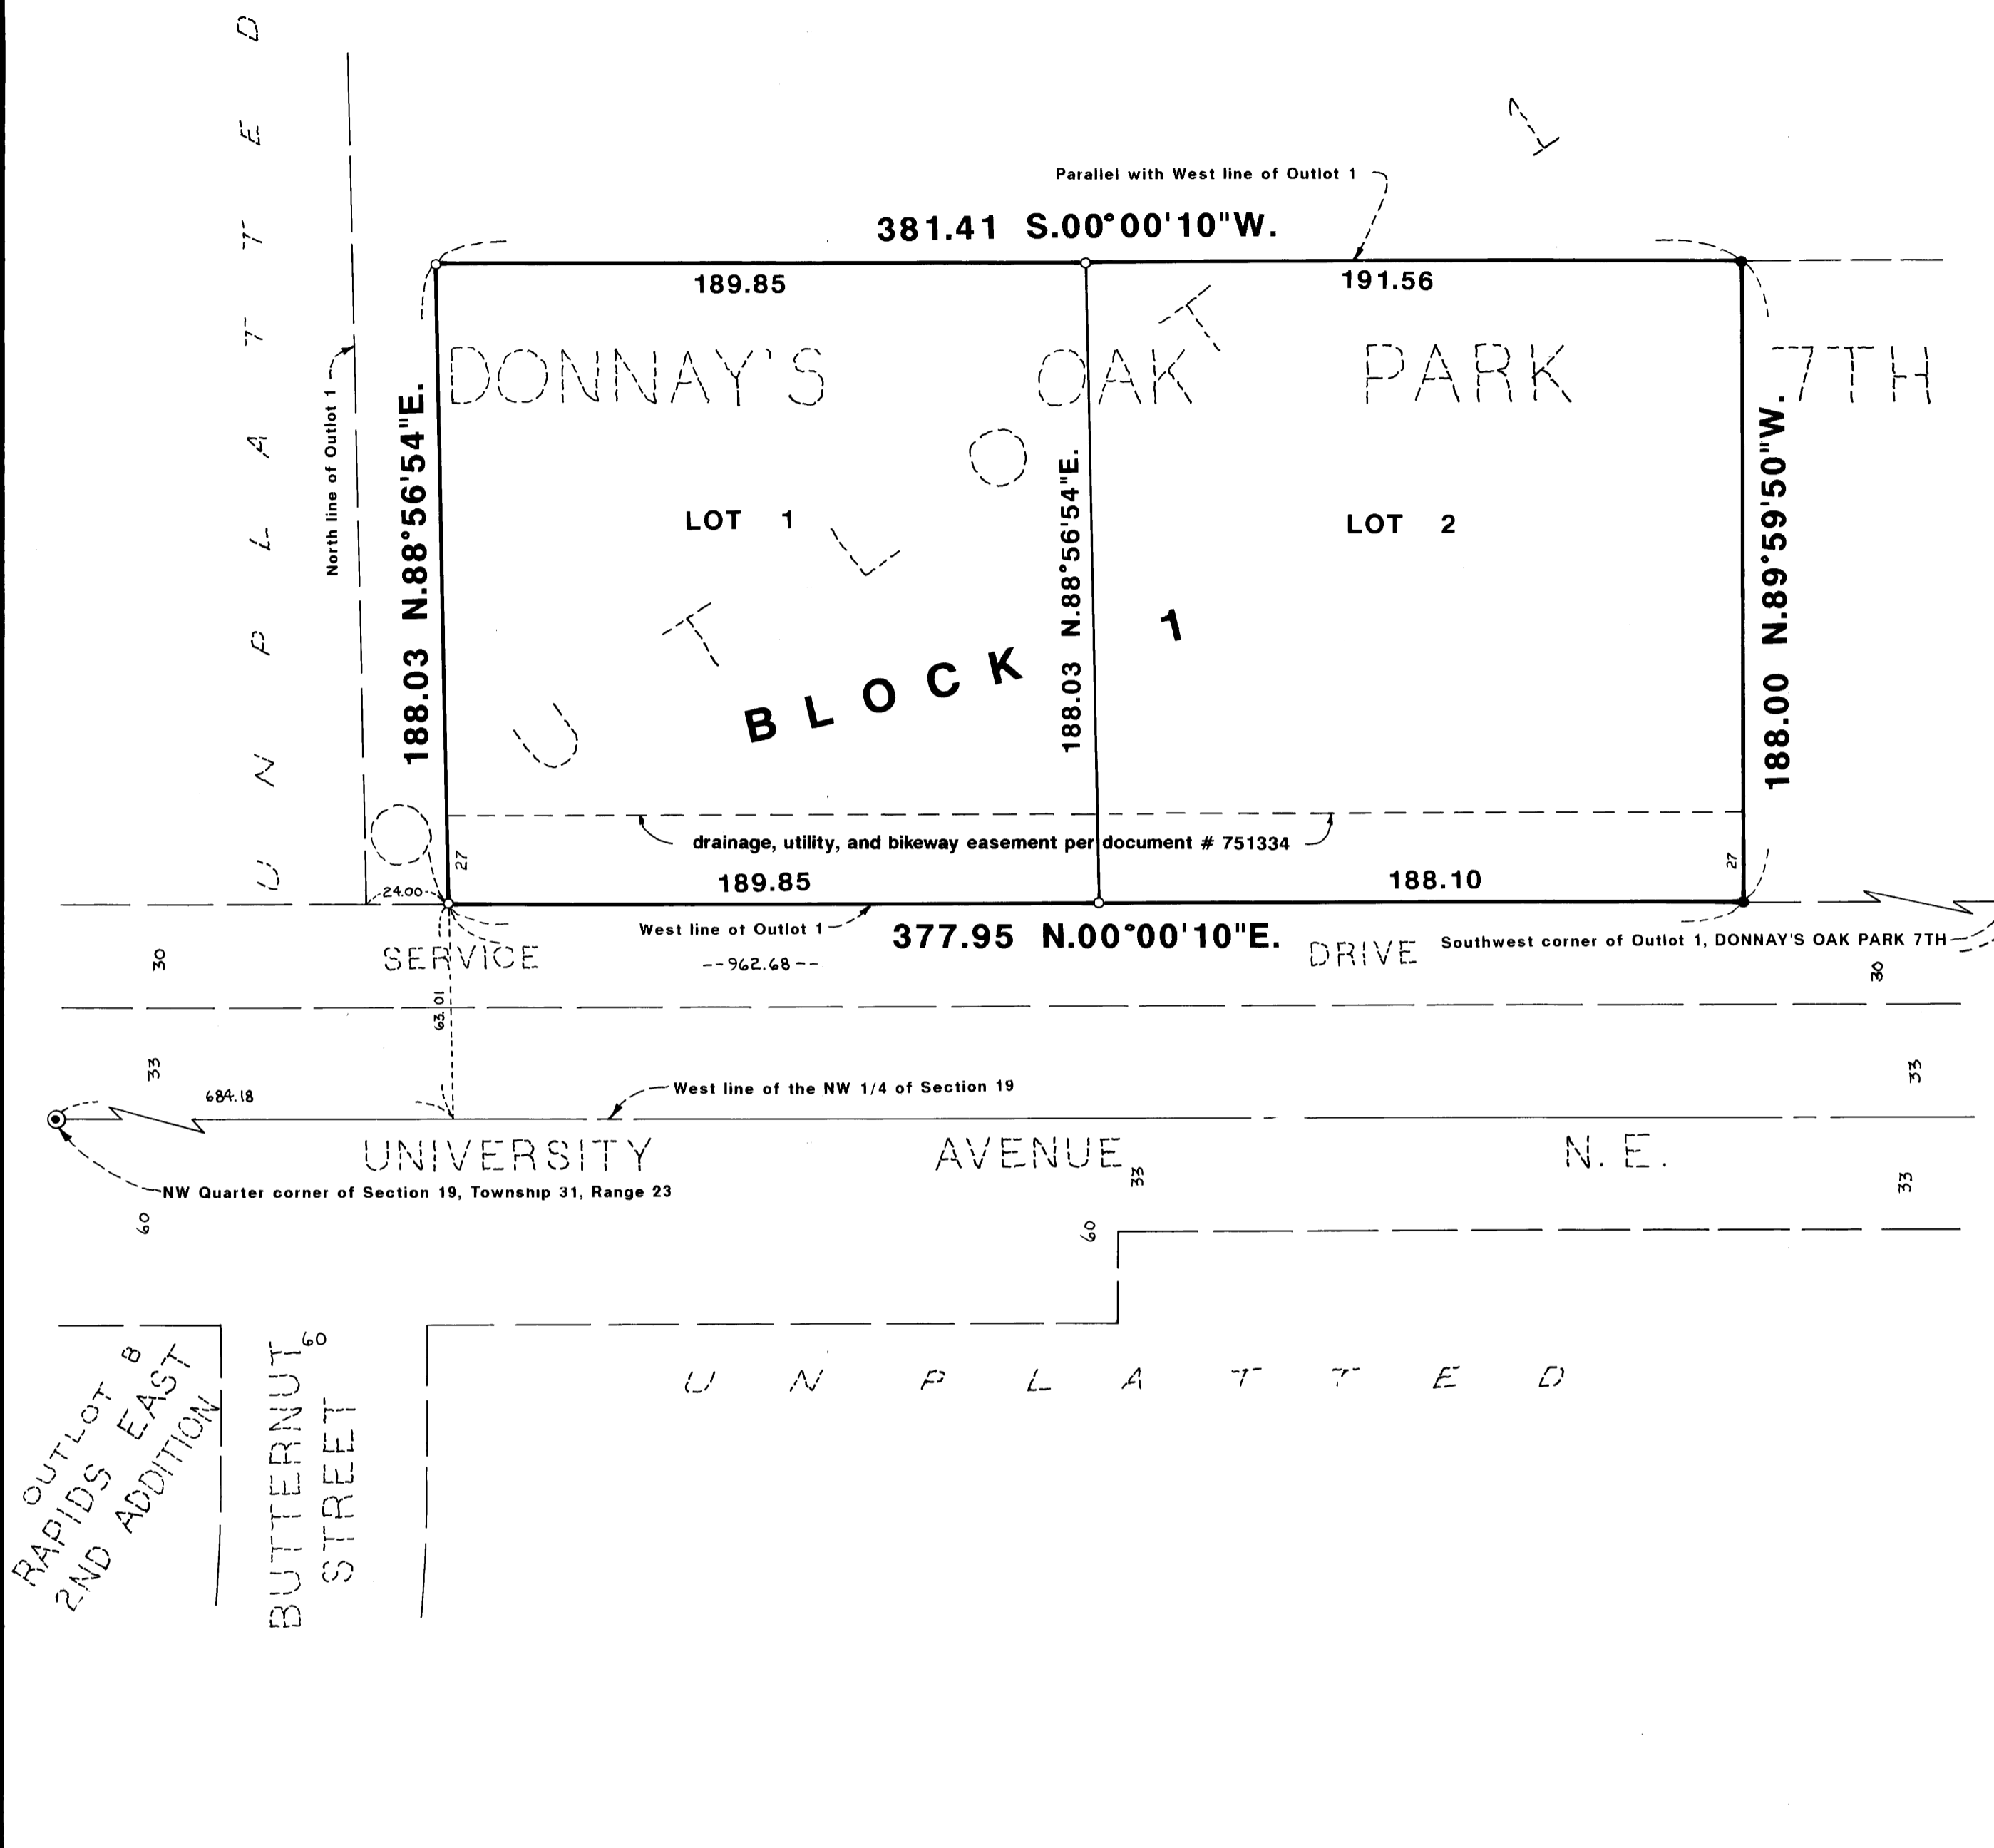 UNPLATTED
1
Parallel with West line of Outlot 1
381.41 S.00°00'10"W.
189.85
191.56
North line of Outlot 1
188.03 N.88°56'54"E.
DONNAY'S OAK PARK 7TH
OUTLOT
LOT 1
188.03 N.88°56'54"E.
LOT 2
188.00 N.89°59'50"W.
BLOCK 1
27
drainage, utility, and bikeway easement per document # 751334
27
24.00
189.85
188.10
West line of Outlot 1
377.95 N.00°00'10"E.
Southwest corner of Outlot 1, DONNAY'S OAK PARK 7TH
30
SERVICE DRIVE
--962.68--
30
63.01
33
33
684.18
West line of the NW 1/4 of Section 19
UNIVERSITY AVENUE N.E.
33
33
NW Quarter corner of Section 19, Township 31, Range 23
60
60
60
OUTLOT B
RAPIDS EAST
2ND ADDITION
BUTTERNUT
STREET
UNPLATTED